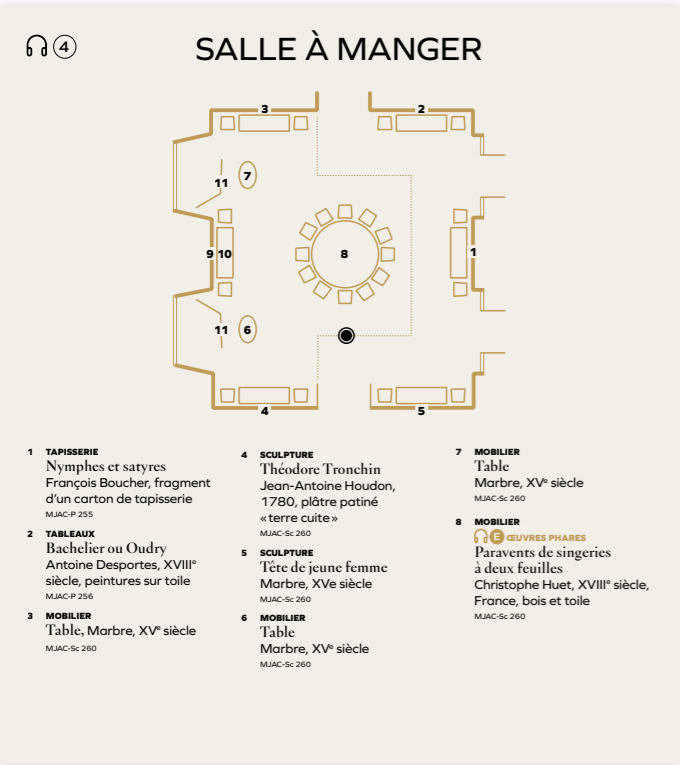 4
SALLE À MANGER
3
2
11
7
9
10
8
1
11
6
4
5
1 TAPISSERIE
Nymphes et satyres
François Boucher, fragment
d'un carton de tapisserie
MJAC-P 255
2 TABLEAUX
Bachelier ou Oudry
Antoine Desportes, XVIIIᵉ
siècle, peintures sur toile
MJAC-P 256
3 MOBILIER
Table, Marbre, XVᵉ siècle
MJAC-Sc 260
4 SCULPTURE
Théodore Tronchin
Jean-Antoine Houdon,
1780, plâtre patiné
«terre cuite»
MJAC-Sc 260
5 SCULPTURE
Tête de jeune femme
Marbre, XVe siècle
MJAC-Sc 260
6 MOBILIER
Table
Marbre, XVᵉ siècle
MJAC-Sc 260
7 MOBILIER
Table
Marbre, XVᵉ siècle
MJAC-Sc 260
8 MOBILIER
E ŒUVRES PHARES
Paravents de singeries
à deux feuilles
Christophe Huet, XVIIIᵉ siècle,
France, bois et toile
MJAC-Sc 260